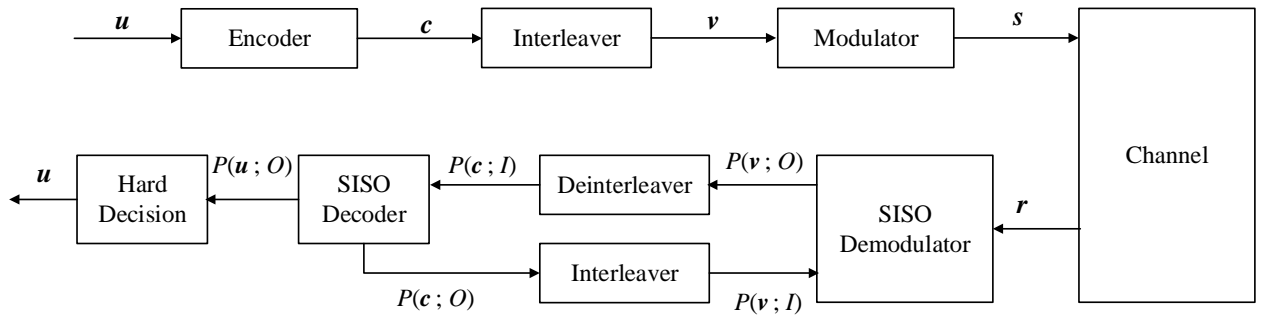 u
Encoder
c
Interleaver
v
Modulator
s
Channel
u
Hard
Decision
P(u ; O)
SISO
Decoder
P(c ; I)
Deinterleaver
P(v ; O)
SISO
Demodulator
r
P(c ; O)
Interleaver
P(v ; I)